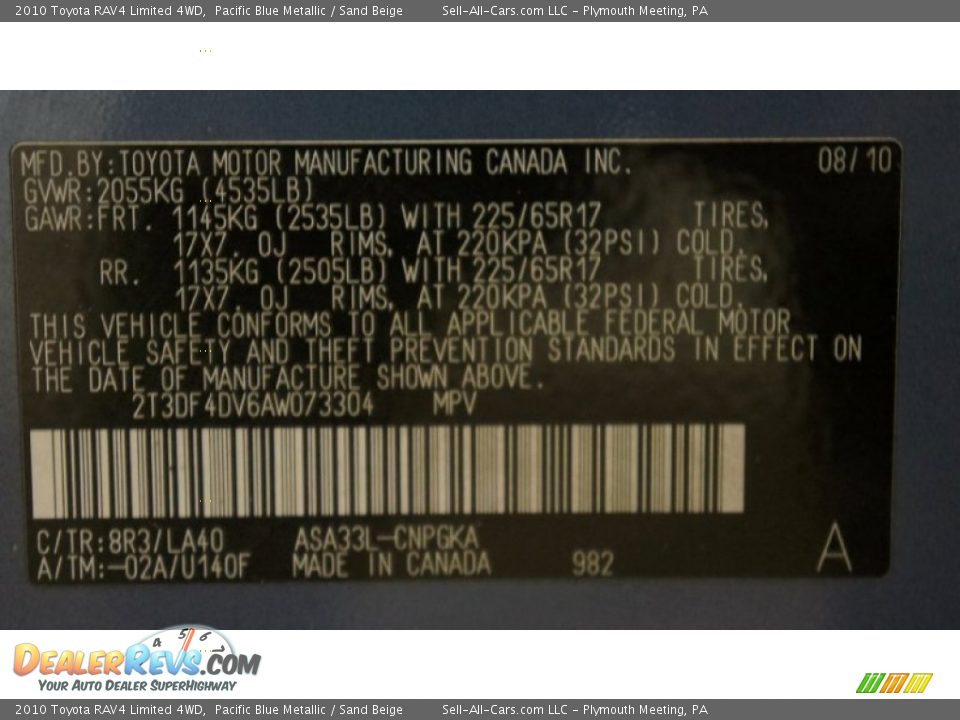 2010 Toyota RAV4 Limited 4WD, Pacific Blue Metallic / Sand Beige Sell-All-Cars.com LLC - Plymouth Meeting, PA
MFD.BY:TOYOTA MOTOR MANUFACTURING CANADA INC. 08/10
GVWR:2055KG (4535LB)
GAWR:FRT. 1145KG (2535LB) WITH 225/65R17 TIRES,
17X7. 0J RIMS, AT 220KPA (32PSI) COLD.
RR. 1135KG (2505LB) WITH 225/65R17 TIRES,
17X7. 0J RIMS, AT 220KPA (32PSI) COLD.
THIS VEHICLE CONFORMS TO ALL APPLICABLE FEDERAL MOTOR
VEHICLE SAFETY AND THEFT PREVENTION STANDARDS IN EFFECT ON
THE DATE OF MANUFACTURE SHOWN ABOVE.
2T3DF4DV6AW073304 MPV
C/TR:8R3/LA40 ASA33L-CNPGKA
A/TM:-02A/U140F MADE IN CANADA 982 A
4 5 6 7
DEALERREVS.COM
YOUR AUTO DEALER SUPERHIGHWAY
2010 Toyota RAV4 Limited 4WD, Pacific Blue Metallic / Sand Beige Sell-All-Cars.com LLC - Plymouth Meeting, PA